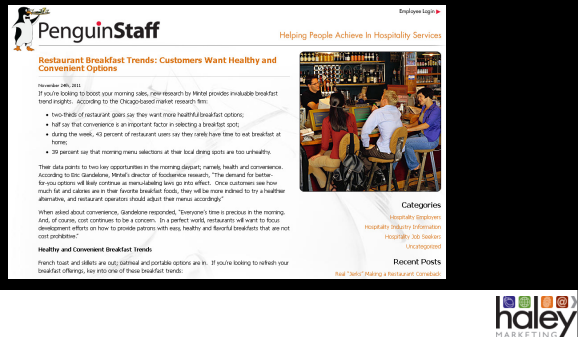 Employee Login
PenguinStaff
Helping People Achieve In Hospitality Services
Restaurant Breakfast Trends: Customers Want Healthy and
Convenient Options
November 24th, 2011
If you're looking to boost your morning sales, new research by Mintel provides invaluable breakfast
trend insights. According to the Chicago-based market research firm:
• two-thirds of restaurant goers say they want more healthful breakfast options;
• half say that convenience is an important factor in selecting a breakfast spot;
• during the week, 43 percent of restaurant users say they rarely have time to eat breakfast at
home;
• 39 percent say that morning menu selections at their local dining spots are too unhealthy.
Their data points to two key opportunities in the morning daypart; namely, health and convenience.
According to Eric Giandelone, Mintel's director of foodservice research, "The demand for better-
for-you options will likely continue as menu-labeling laws go into effect. Once customers see how
much fat and calories are in their favorite breakfast foods, they will be more inclined to try a healthier
alternative, and restaurant operators should adjust their menus accordingly."
When asked about convenience, Giandelone responded, "Everyone's time is precious in the morning.
And, of course, cost continues to be a concern. In a perfect world, restaurants will want to focus
development efforts on how to provide patrons with easy, healthy and flavorful breakfasts that are not
cost prohibitive."
Healthy and Convenient Breakfast Trends
French toast and skillets are out; oatmeal and portable options are in. If you're looking to refresh your
breakfast offerings, key into one of these breakfast trends:
Categories
Hospitality Employers
Hospitality Industry Information
Hospitality Job Seekers
Uncategorized
Recent Posts
Real "Jerks" Making a Restaurant Comeback
haley
MARKETING